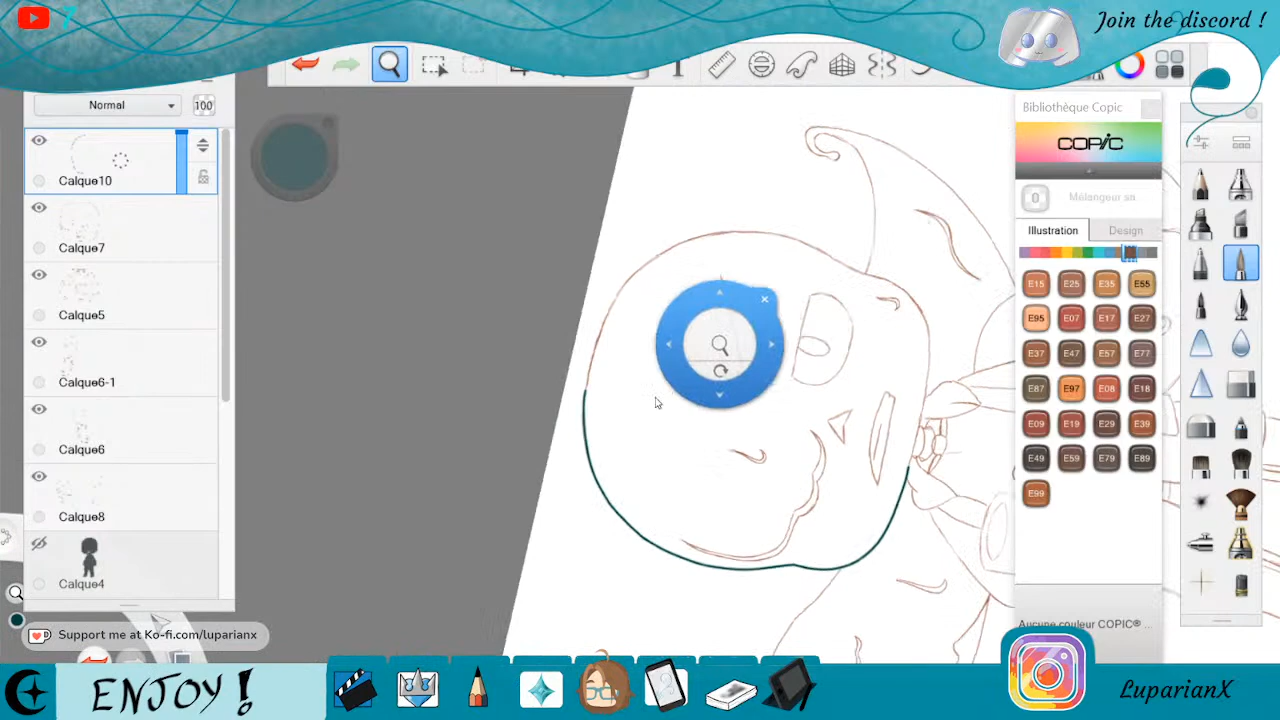 7
Join the discord !
Normal
100
Calque10
Calque7
Calque5
Calque6-1
Calque6
Calque8
Calque4
Bibliothèque Copic
COPIC
0
Mélangeur sa...
Illustration
Design
E15 E25 E35 E55
E95 E07 E17 E27
E37 E47 E57 E77
E87 E97 E08 E18
E09 E19 E29 E39
E49 E59 E79 E89
E99
Aucune couleur COPIC® ...
Support me at Ko-fi.com/luparianx
ENJOY !
LuparianX